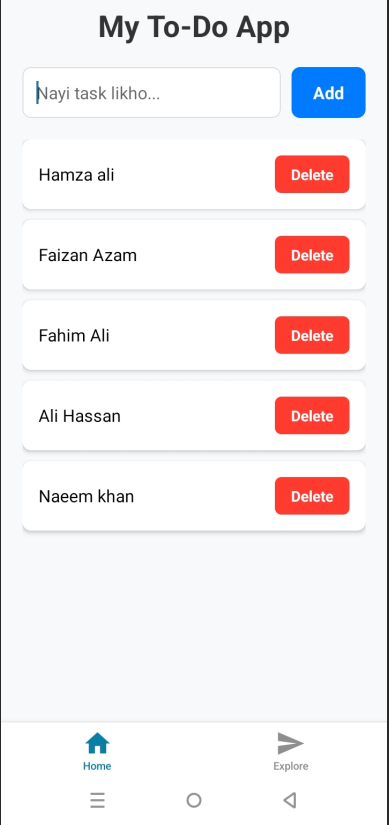 My To-Do App
Nayi task likho...
Add
Hamza ali
Delete
Faizan Azam
Delete
Fahim Ali
Delete
Ali Hassan
Delete
Naeem khan
Delete
Home
Explore